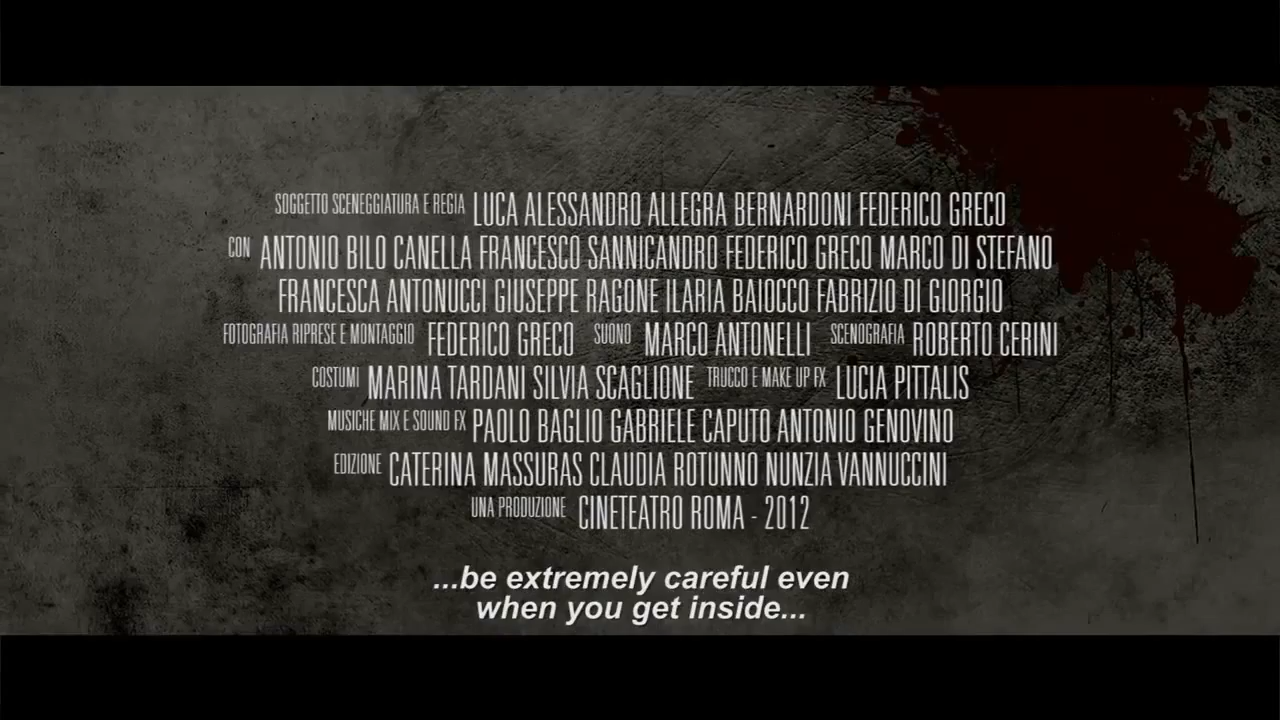 SOGGETTO SCENEGGIATURA E REGIA LUCA ALESSANDRO ALLEGRA BERNARDONI FEDERICO GRECO
CON ANTONIO BILO CANELLA FRANCESCO SANNICANDRO FEDERICO GRECO MARCO DI STEFANO
FRANCESCA ANTONUCCI GIUSEPPE RAGONE ILARIA BAIOCCO FABRIZIO DI GIORGIO
FOTOGRAFIA RIPRESE E MONTAGGIO FEDERICO GRECO SUONO MARCO ANTONELLI SCENOGRAFIA ROBERTO CERINI
COSTUMI MARINA TARDANI SILVIA SCAGLIONE TRUCCO E MAKE UP FX LUCIA PITTALIS
MUSICHE MIX E SOUND FX PAOLO BAGLIO GABRIELE CAPUTO ANTONIO GENOVINO
EDIZIONE CATERINA MASSURAS CLAUDIA ROTUNNO NUNZIA VANNUCCINI
UNA PRODUZIONE CINETEATRO ROMA - 2012
...be extremely careful even
when you get inside...